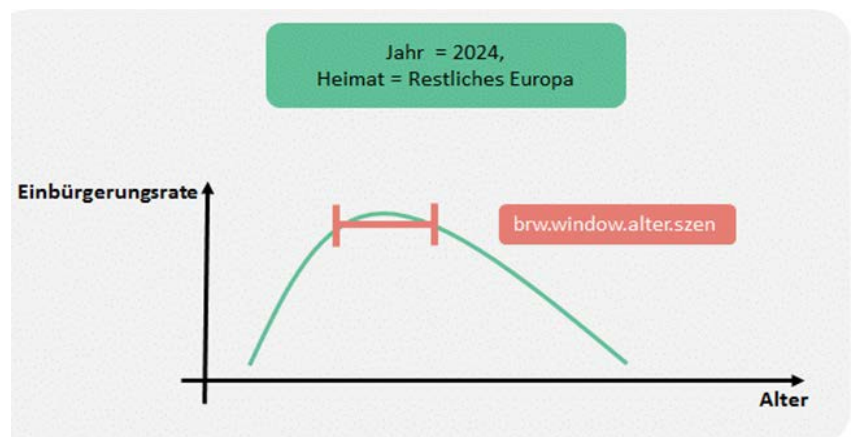 Jahr = 2024,
Heimat = Restliches Europa
Einbürgerungsrate
brw.window.alter.szen
Alter